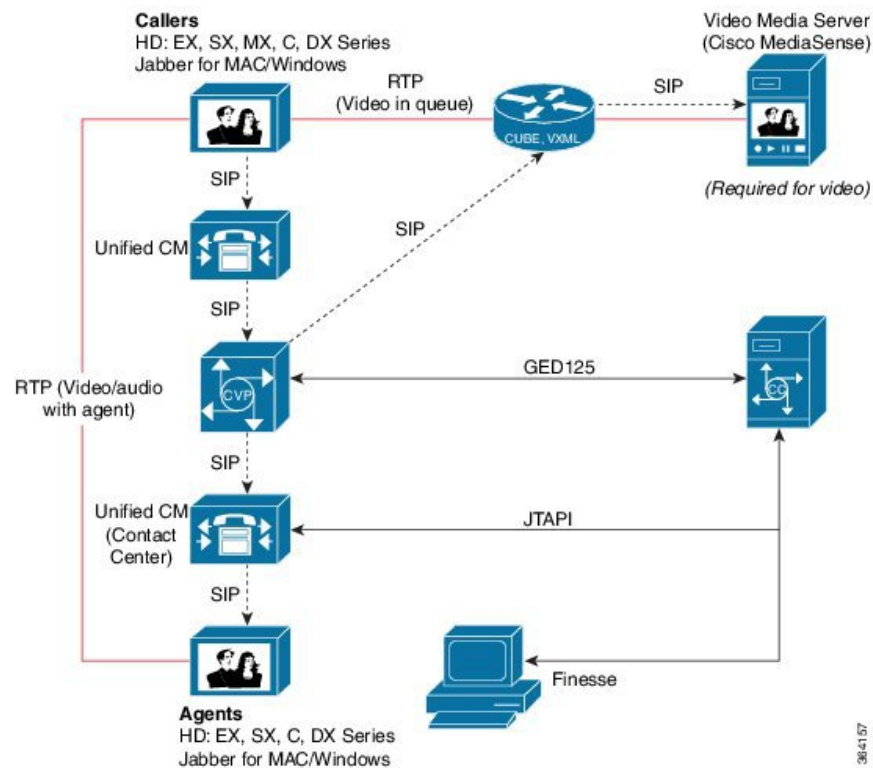 Callers
HD: EX, SX, MX, C, DX Series
Jabber for MAC/Windows
Video Media Server
(Cisco MediaSense)
RTP
(Video in queue)
SIP
CUBE, VXML
(Required for video)
SIP
Unified CM
SIP
SIP
GED125
CVP
CC
RTP (Video/audio
with agent)
SIP
Unified CM
(Contact
Center)
JTAPI
SIP
Finesse
Agents
HD: EX, SX, C, DX Series
Jabber for MAC/Windows
364157